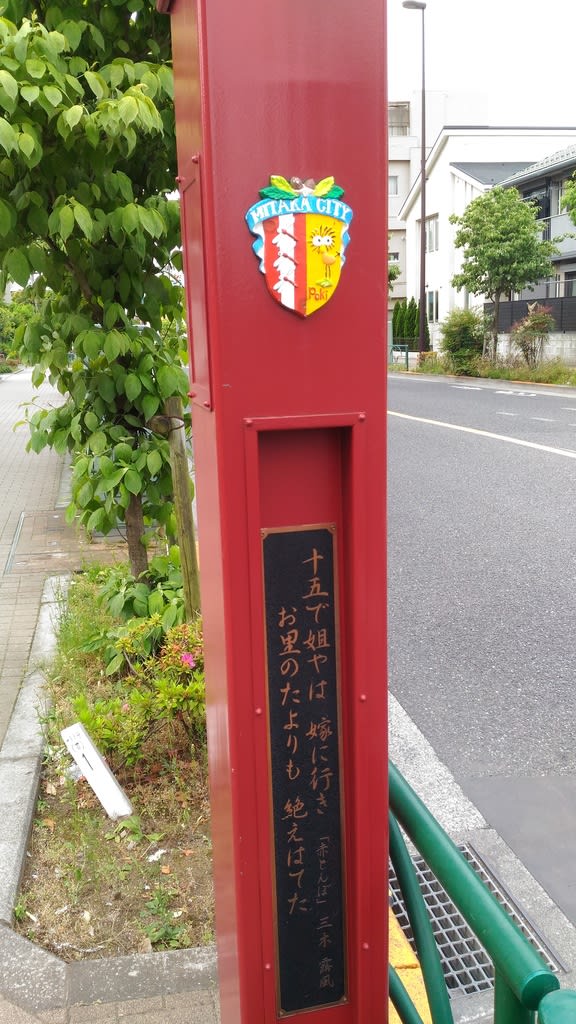 MITAKA CITY
Poki
十五で姐やは 嫁に行き
お里のたよりも 絶えはてた
「赤とんぼ」 三木 露風